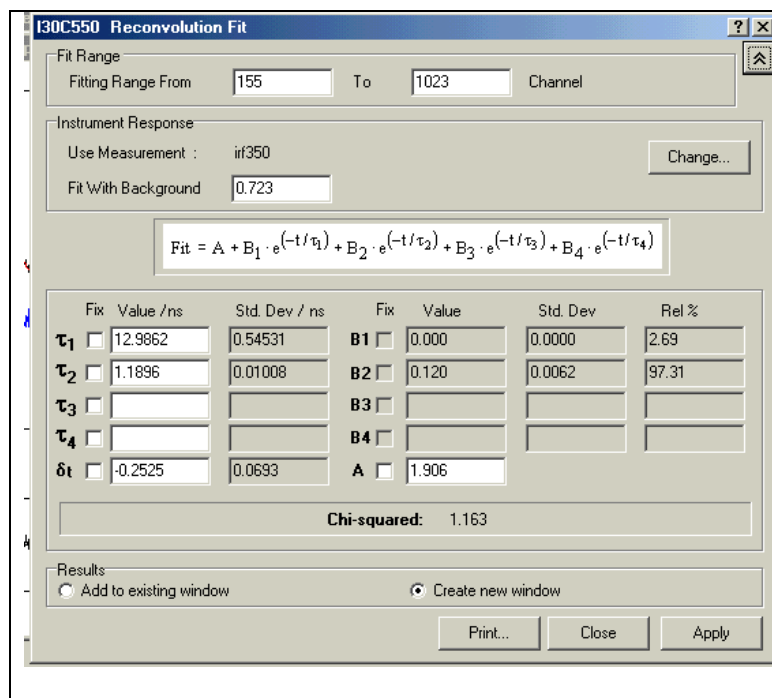 I30C550 Reconvolution Fit
Fit Range
Fitting Range From 155 To 1023 Channel
Instrument Response
Use Measurement : irf350 Change...
Fit With Background 0.723
Fit = A + B₁ · e^(-t/τ₁) + B₂ · e^(-t/τ₂) + B₃ · e^(-t/τ₃) + B₄ · e^(-t/τ₄)
Fix Value /ns Std. Dev / ns Fix Value Std. Dev Rel %
τ₁ 12.9862 0.54531 B1 0.000 0.0000 2.69
τ₂ 1.1896 0.01008 B2 0.120 0.0062 97.31
τ₃ B3
τ₄ B4
δt -0.2525 0.0693 A 1.906
Chi-squared: 1.163
Results
Add to existing window Create new window
Print... Close Apply